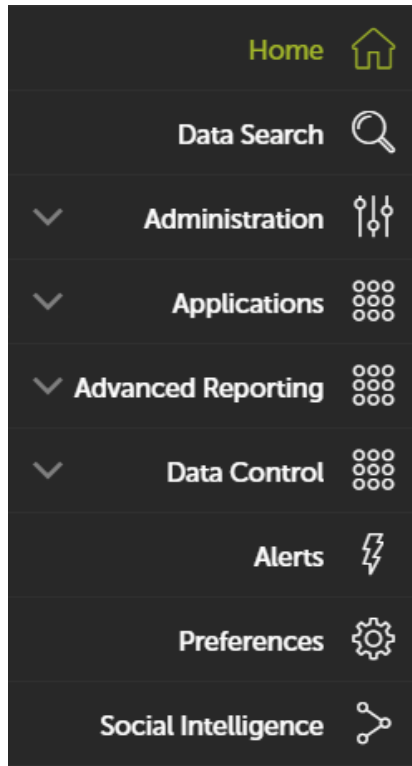 Home
Data Search
Administration
Applications
Advanced Reporting
Data Control
Alerts
Preferences
Social Intelligence